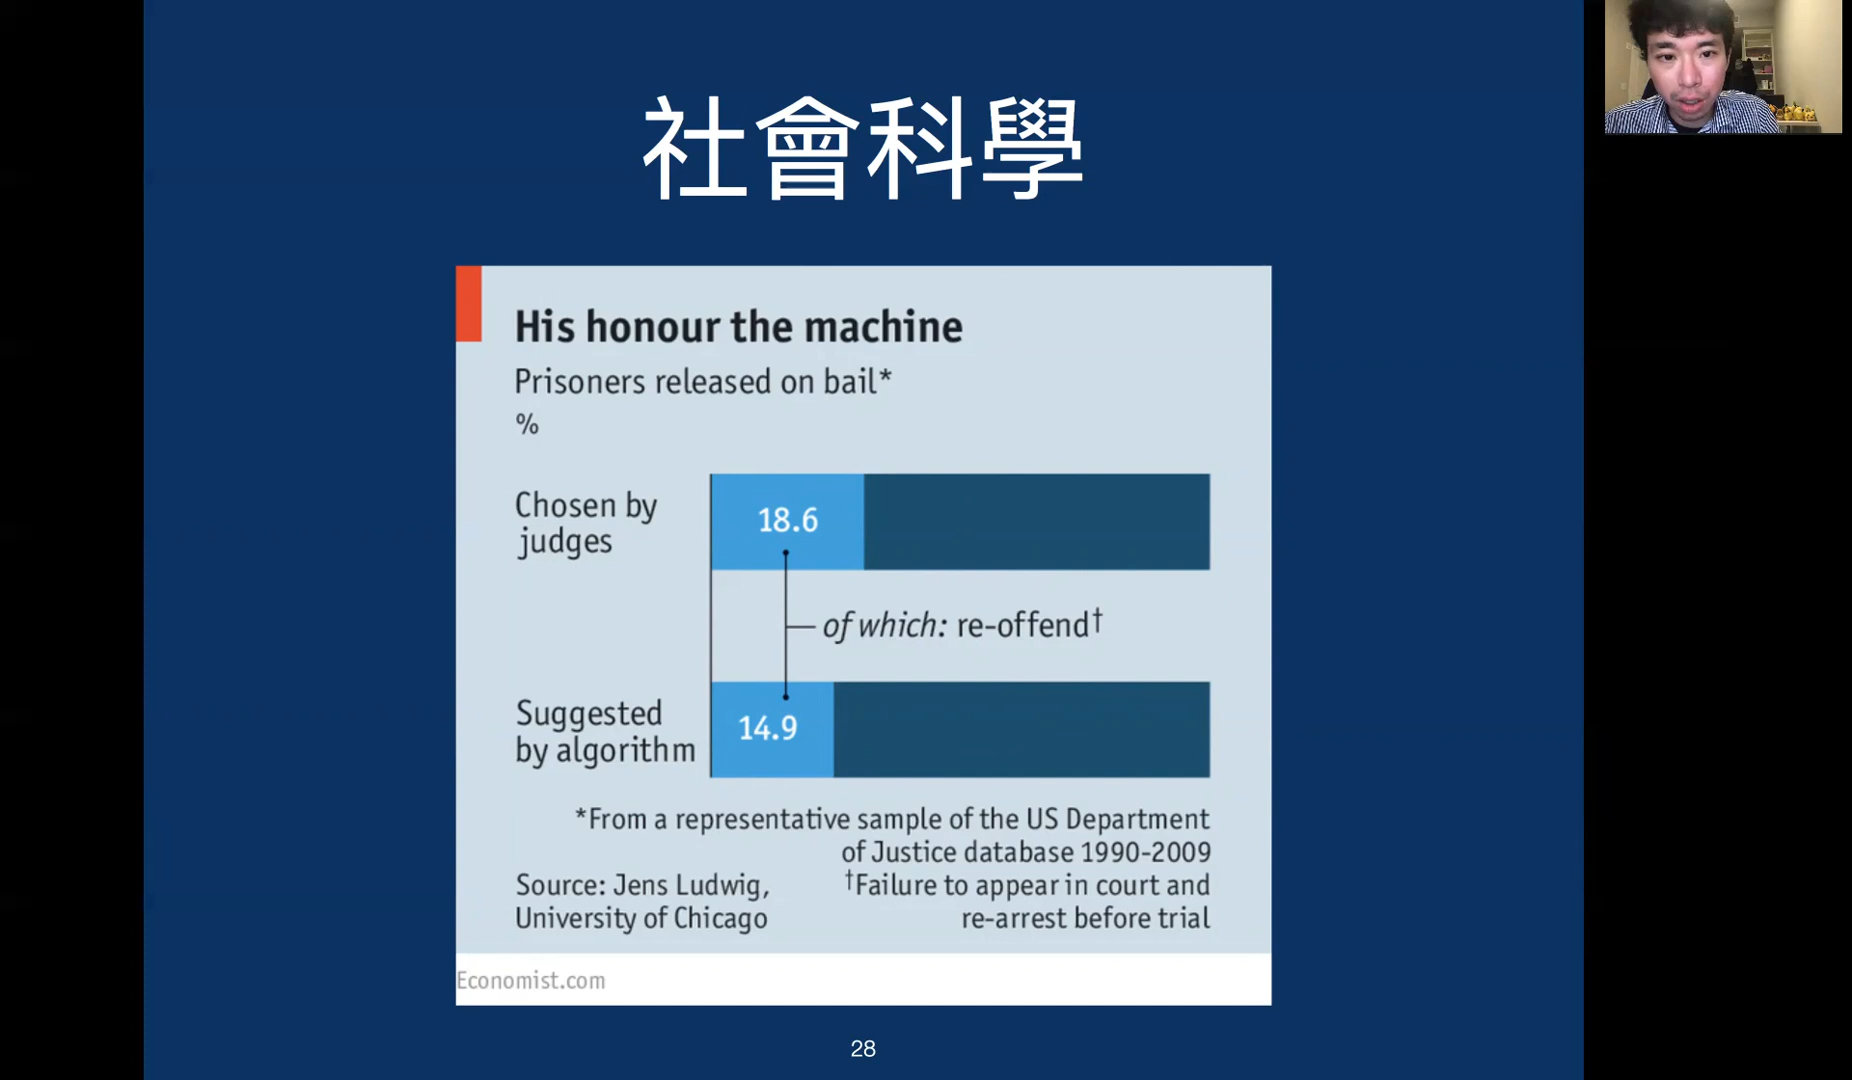 社會科學
His honour the machine
Prisoners released on bail*
%
Chosen by
judges
18.6
of which: re-offend†
Suggested
by algorithm
14.9
*From a representative sample of the US Department
of Justice database 1990-2009
†Failure to appear in court and
re-arrest before trial
Source: Jens Ludwig,
University of Chicago
Economist.com
28